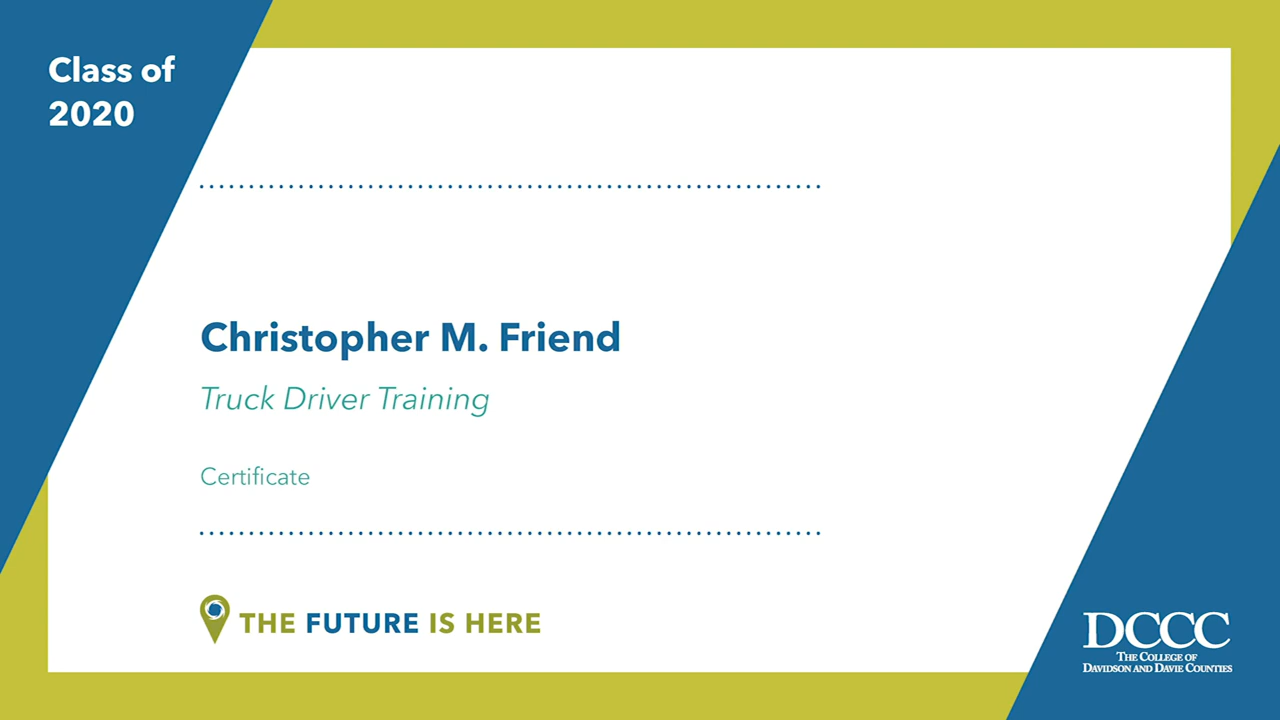 Class of
2020
Christopher M. Friend
Truck Driver Training
Certificate
THE FUTURE IS HERE
DCCC
THE COLLEGE OF
DAVIDSON AND DAVIE COUNTIES